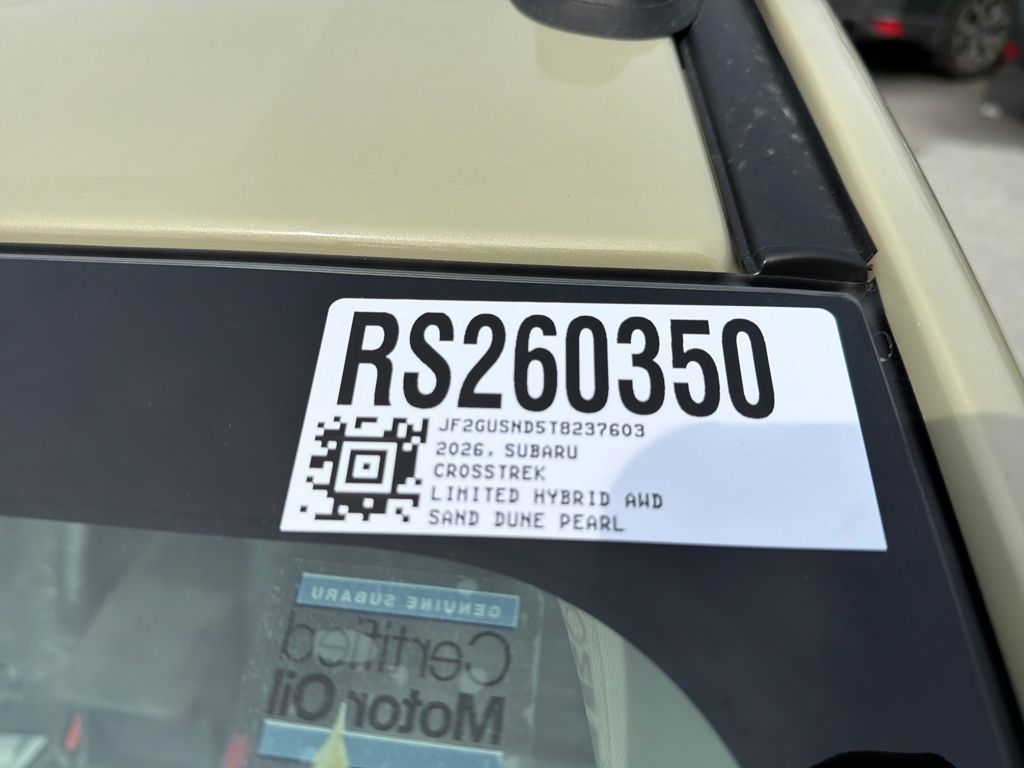 RS260350
JF2GUSND5T8237603
2026, SUBARU
CROSSTREK
LIMITED HYBRID AWD
SAND DUNE PEARL
GENUINE SUBARU
Certified
Motor Oil